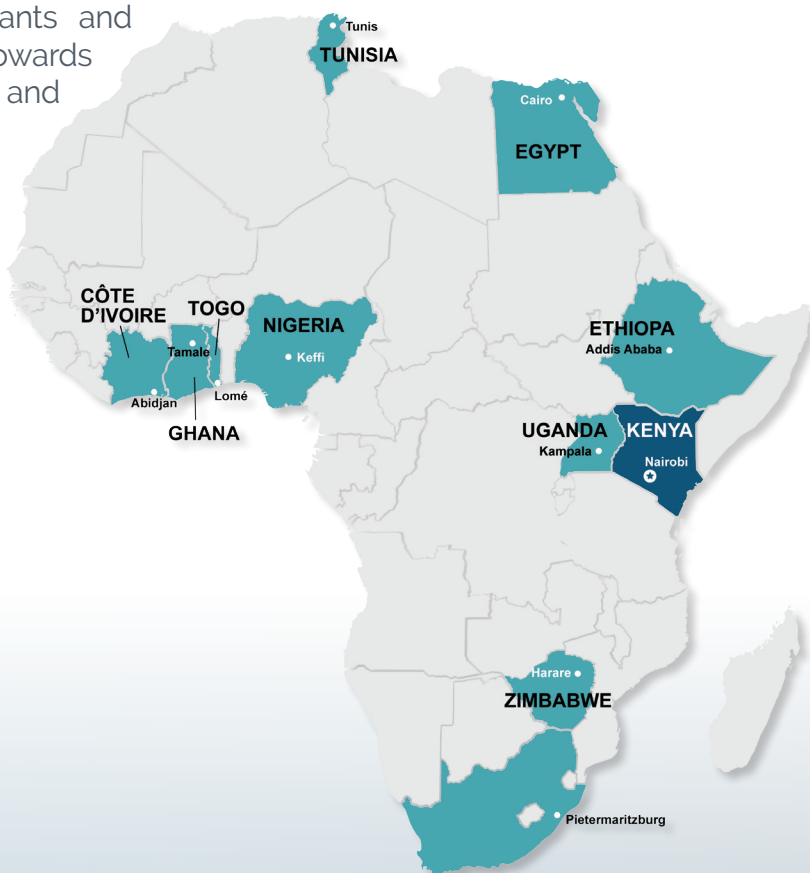 ants and
owards
and
Tunis
TUNISIA
Cairo
EGYPT
CÔTE
D'IVOIRE
TOGO
NIGERIA
Keffi
Tamale
Abidjan
Lomé
GHANA
ETHIOPA
Addis Ababa
UGANDA
Kampala
KENYA
Nairobi
Harare
ZIMBABWE
Pietermaritzburg